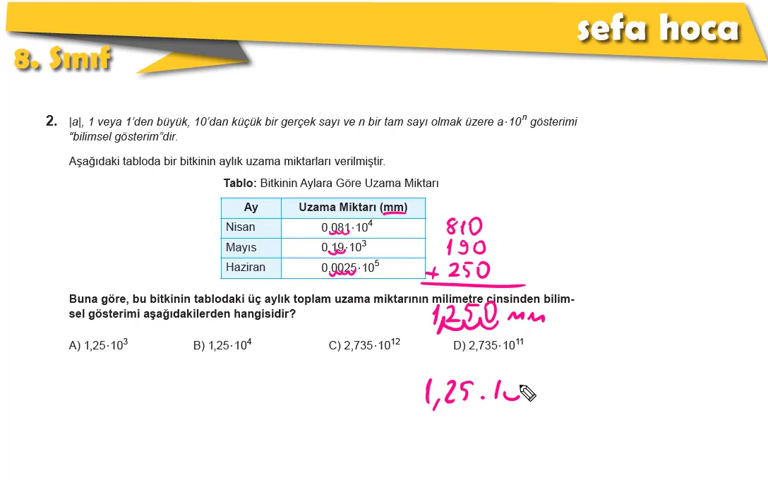 sefa hoca
8. Sınıf
2. |a|, 1 veya 1'den büyük, 10'dan küçük bir gerçek sayı ve n bir tam sayı olmak üzere a·10ⁿ gösterimi
"bilimsel gösterim"dir.
Aşağıdaki tabloda bir bitkinin aylık uzama miktarları verilmiştir.
Tablo: Bitkinin Aylara Göre Uzama Miktarı
Ay Uzama Miktarı (mm)
Nisan 0,081·10⁴ 810
Mayıs 0,19·10³ 190
Haziran 0,0025·10⁵ + 250
Buna göre, bu bitkinin tablodaki üç aylık toplam uzama miktarının milimetre cinsinden bilim-
sel gösterimi aşağıdakilerden hangisidir?
1250 mm
A) 1,25·10³ B) 1,25·10⁴ C) 2,735·10¹² D) 2,735·10¹¹
1,25 . 10